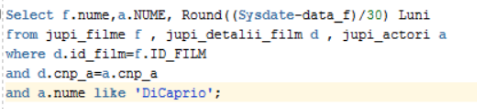 Select f.nume,a.NUME, Round((Sysdate-data_f)/30) Luni
from jupi_filme f , jupi_detalii_film d , jupi_actori a
where d.id_film=f.ID_FILM
and d.cnp_a=a.cnp_a
and a.nume like 'DiCaprio';